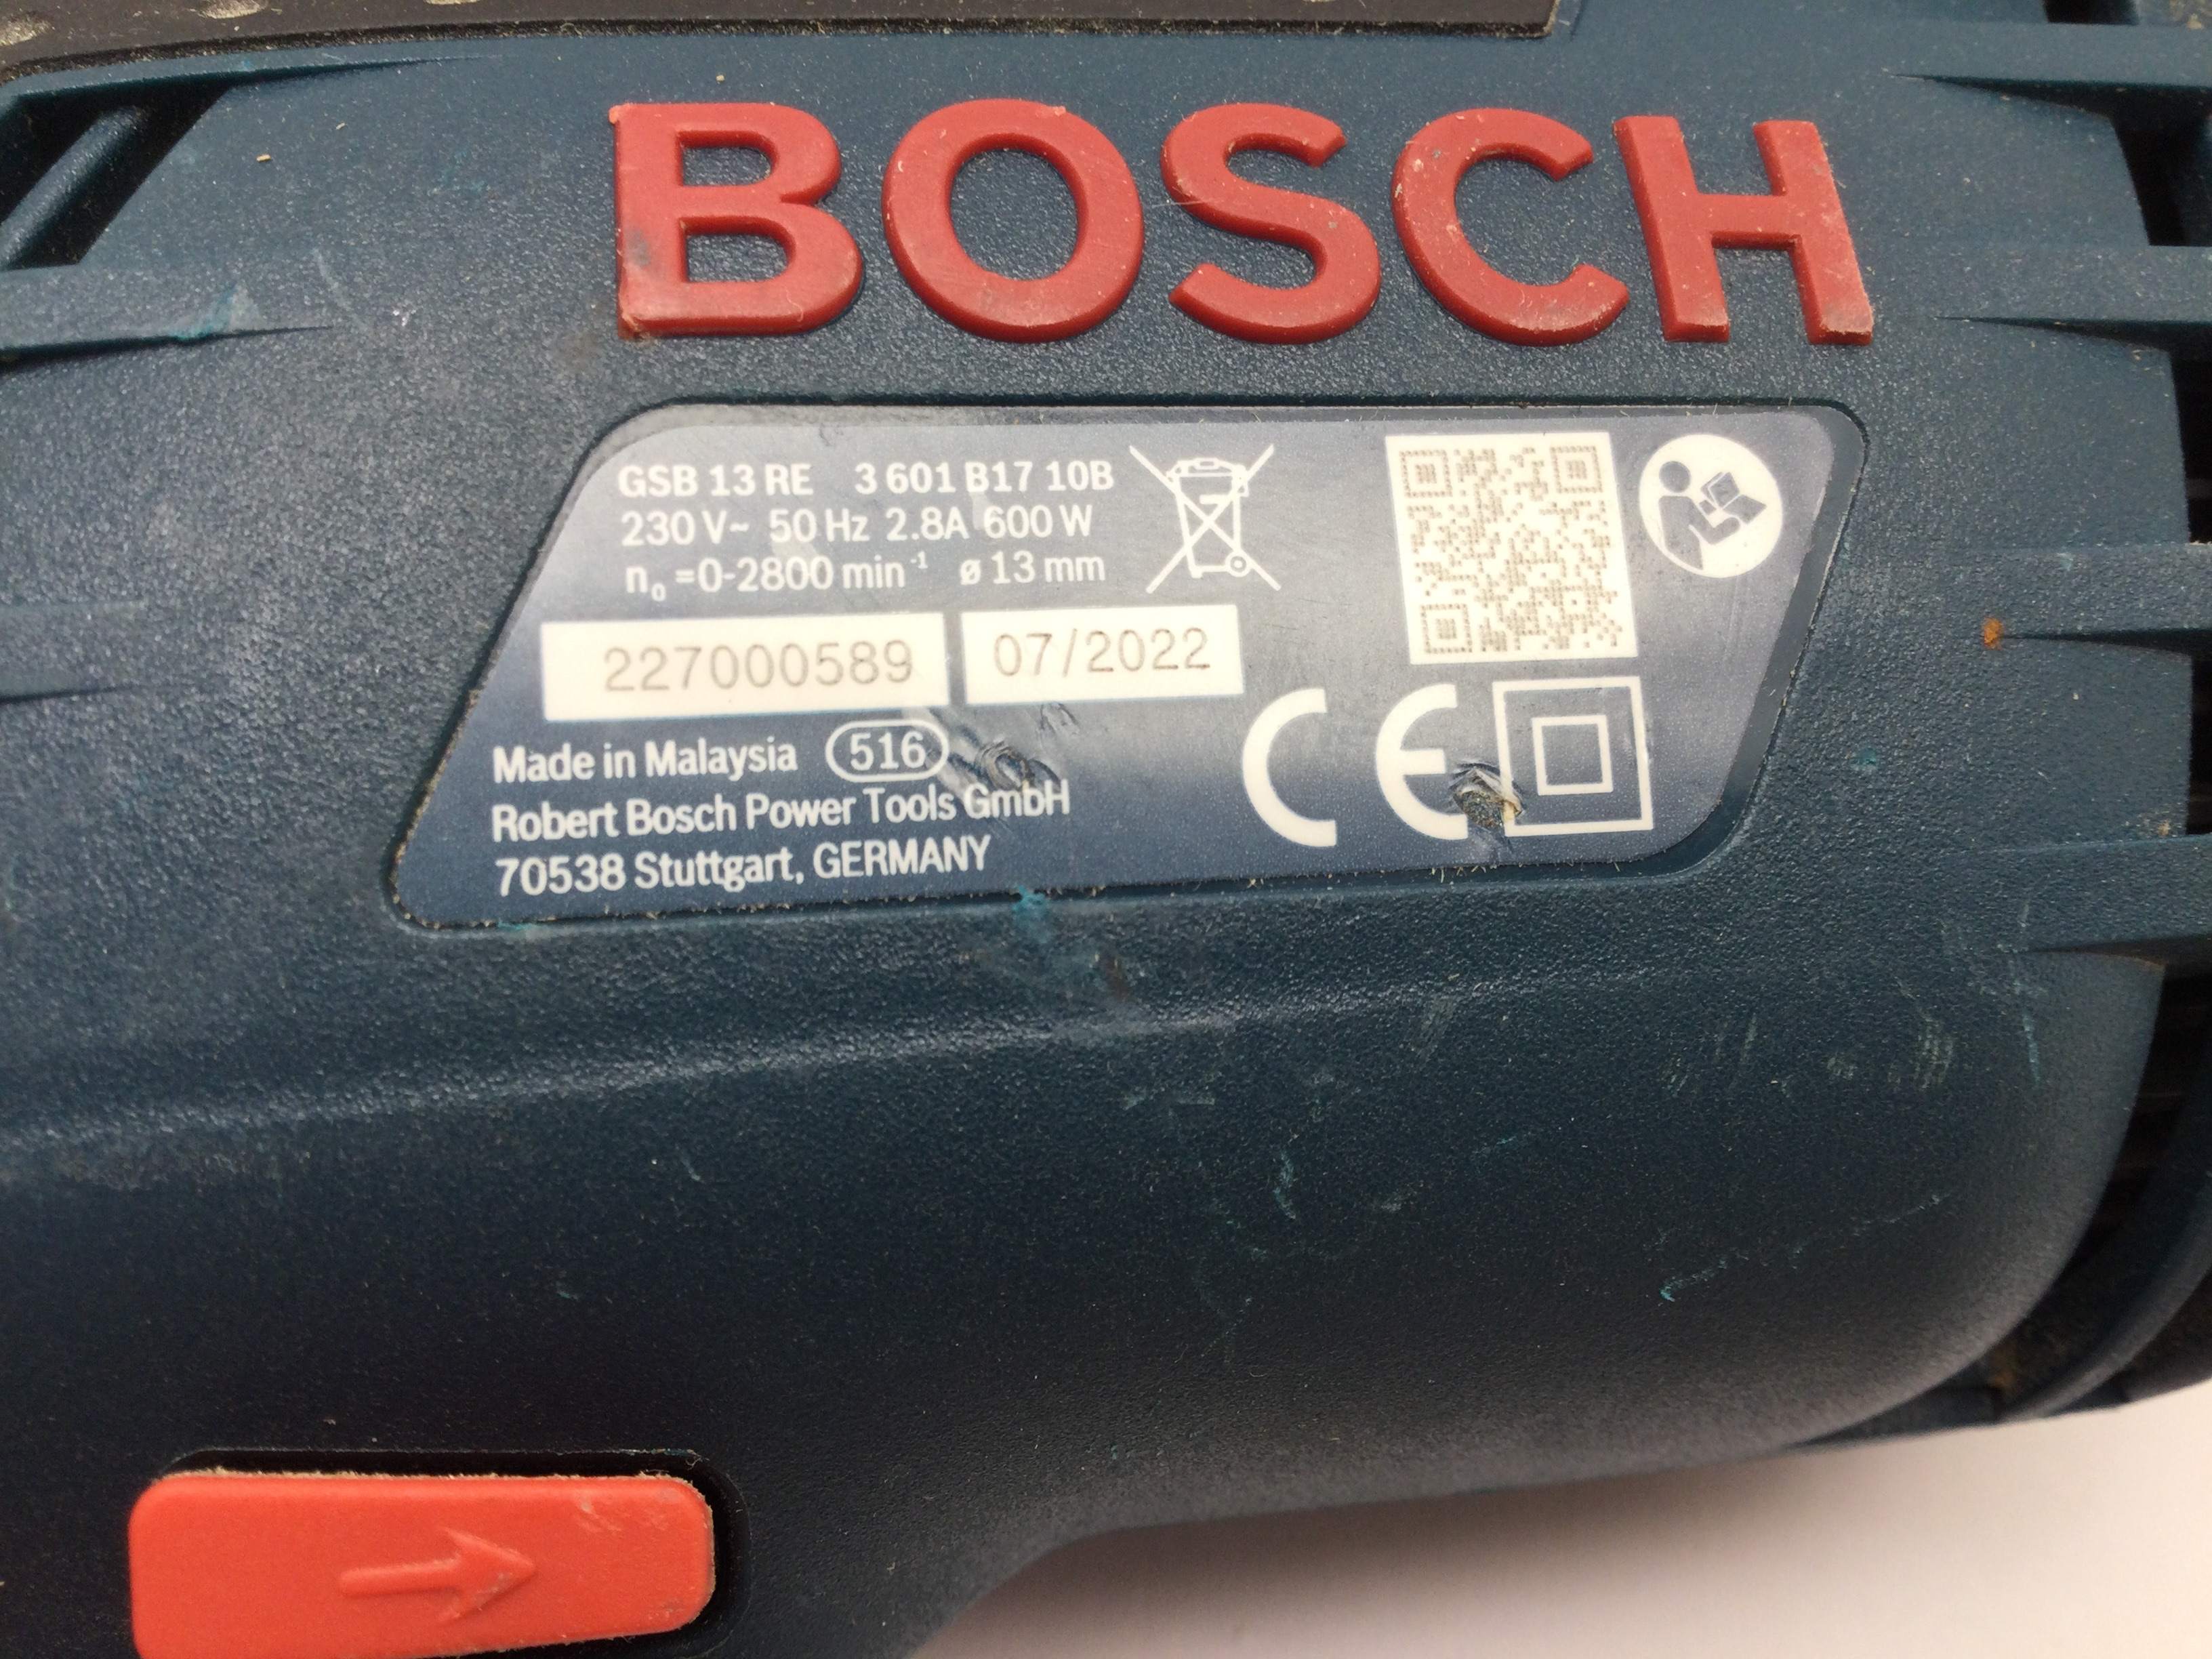 BOSCH
GSB 13 RE 3 601 B17 10B
230 V~ 50 Hz 2.8A 600 W
n₀ =0-2800 min⁻¹ ø 13 mm
227000589 07/2022
Made in Malaysia 516
Robert Bosch Power Tools GmbH
70538 Stuttgart, GERMANY
CE